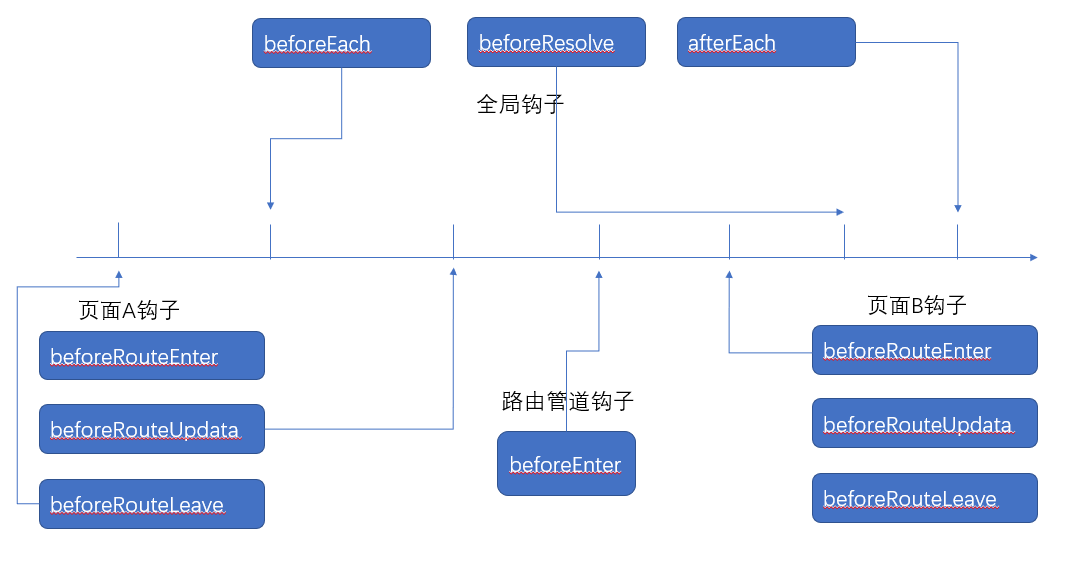 beforeEach
beforeResolve
afterEach
全局钩子
页面A钩子
beforeRouteEnter
beforeRouteUpdata
beforeRouteLeave
路由管道钩子
beforeEnter
页面B钩子
beforeRouteEnter
beforeRouteUpdata
beforeRouteLeave